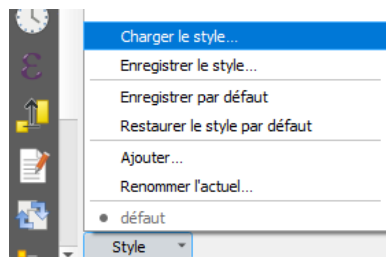 Charger le style...
Enregistrer le style...
Enregistrer par défaut
Restaurer le style par défaut
Ajouter...
Renommer l'actuel...
défaut
Style